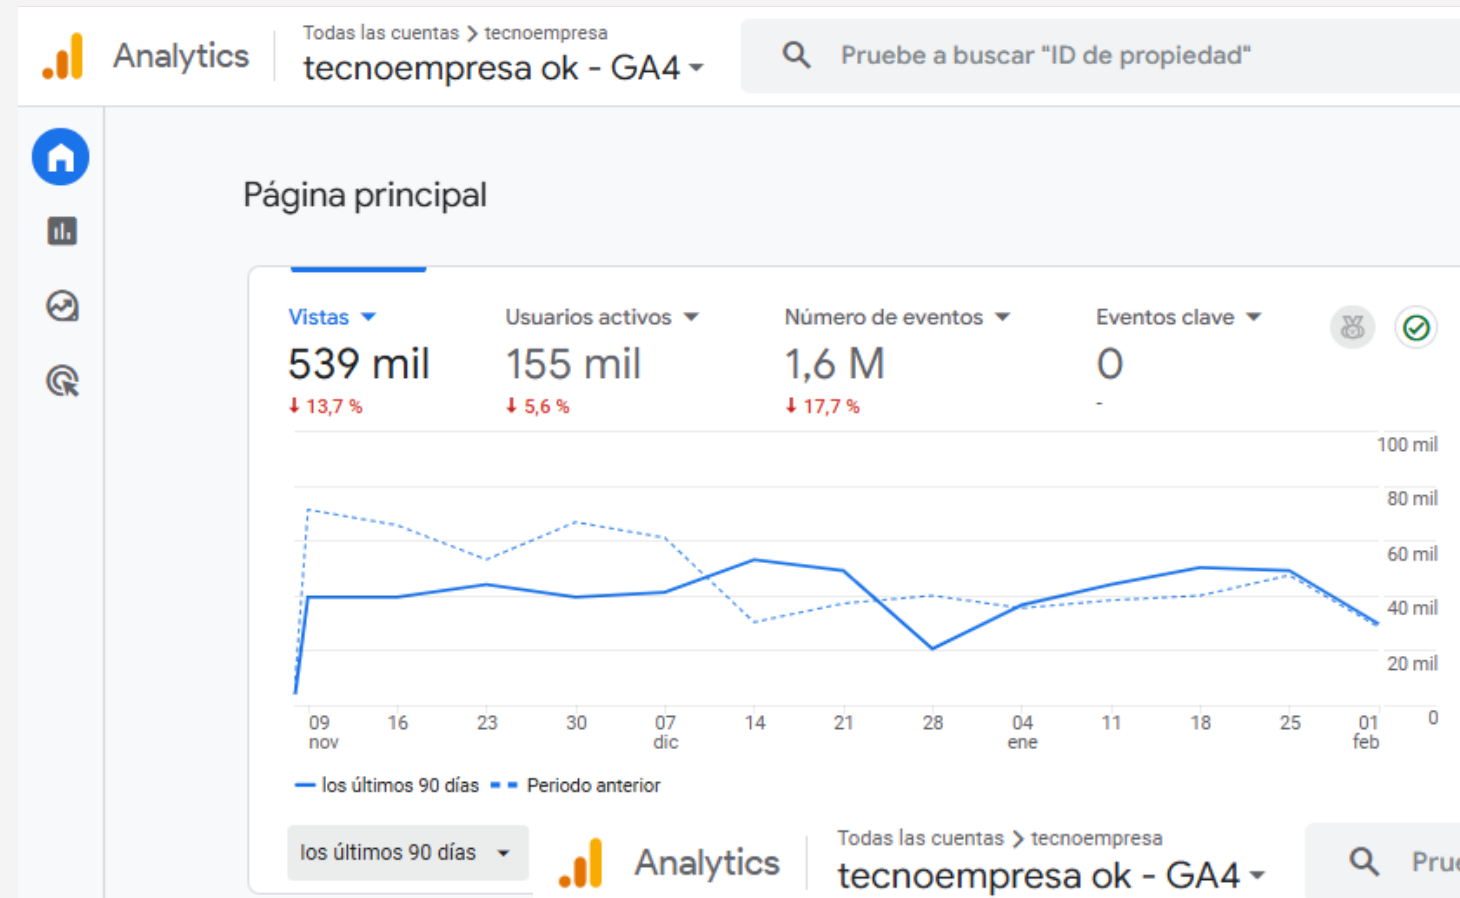 Analytics
Todas las cuentas > tecnoempresa
tecnoempresa ok - GA4
Pruebe a buscar "ID de propiedad"
Página principal
Vistas
539 mil
13,7 %
Usuarios activos
155 mil
5,6 %
Número de eventos
1,6 M
17,7 %
Eventos clave
0
-
100 mil
80 mil
60 mil
40 mil
20 mil
0
09 nov
16
23
30
07 dic
14
21
28
04 ene
11
18
25
01 feb
los últimos 90 días
Periodo anterior
los últimos 90 días
Analytics
Todas las cuentas > tecnoempresa
tecnoempresa ok - GA4